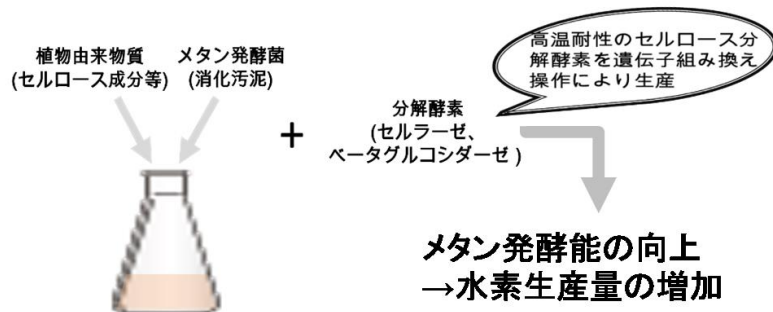 植物由来物質
(セルロース成分等)
メタン発酵菌
(消化汚泥)
+
分解酵素
(セルラーゼ、
ベータグルコシダーゼ )
高温耐性のセルロース分
解酵素を遺伝子組み換え
操作により生産
メタン発酵能の向上
→水素生産量の増加